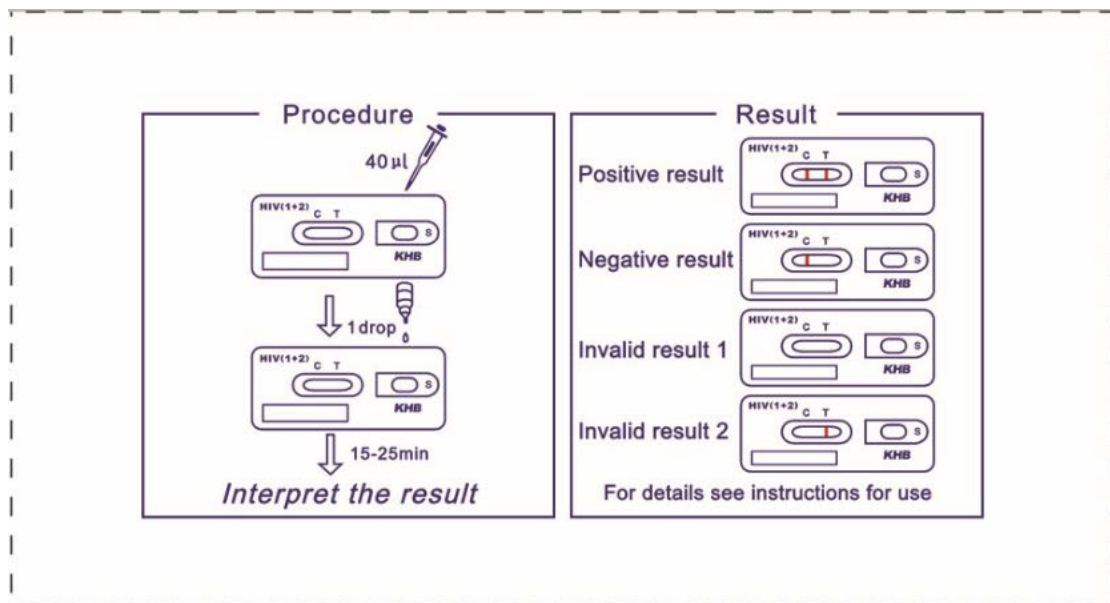 Procedure
40 μl
HIV(1+2)
C T
S
KHB
1 drop
HIV(1+2)
C T
S
KHB
15-25min
Interpret the result
Result
Positive result
HIV(1+2)
C T
S
KHB
Negative result
HIV(1+2)
C T
S
KHB
Invalid result 1
HIV(1+2)
C T
S
KHB
Invalid result 2
HIV(1+2)
C T
S
KHB
For details see instructions for use